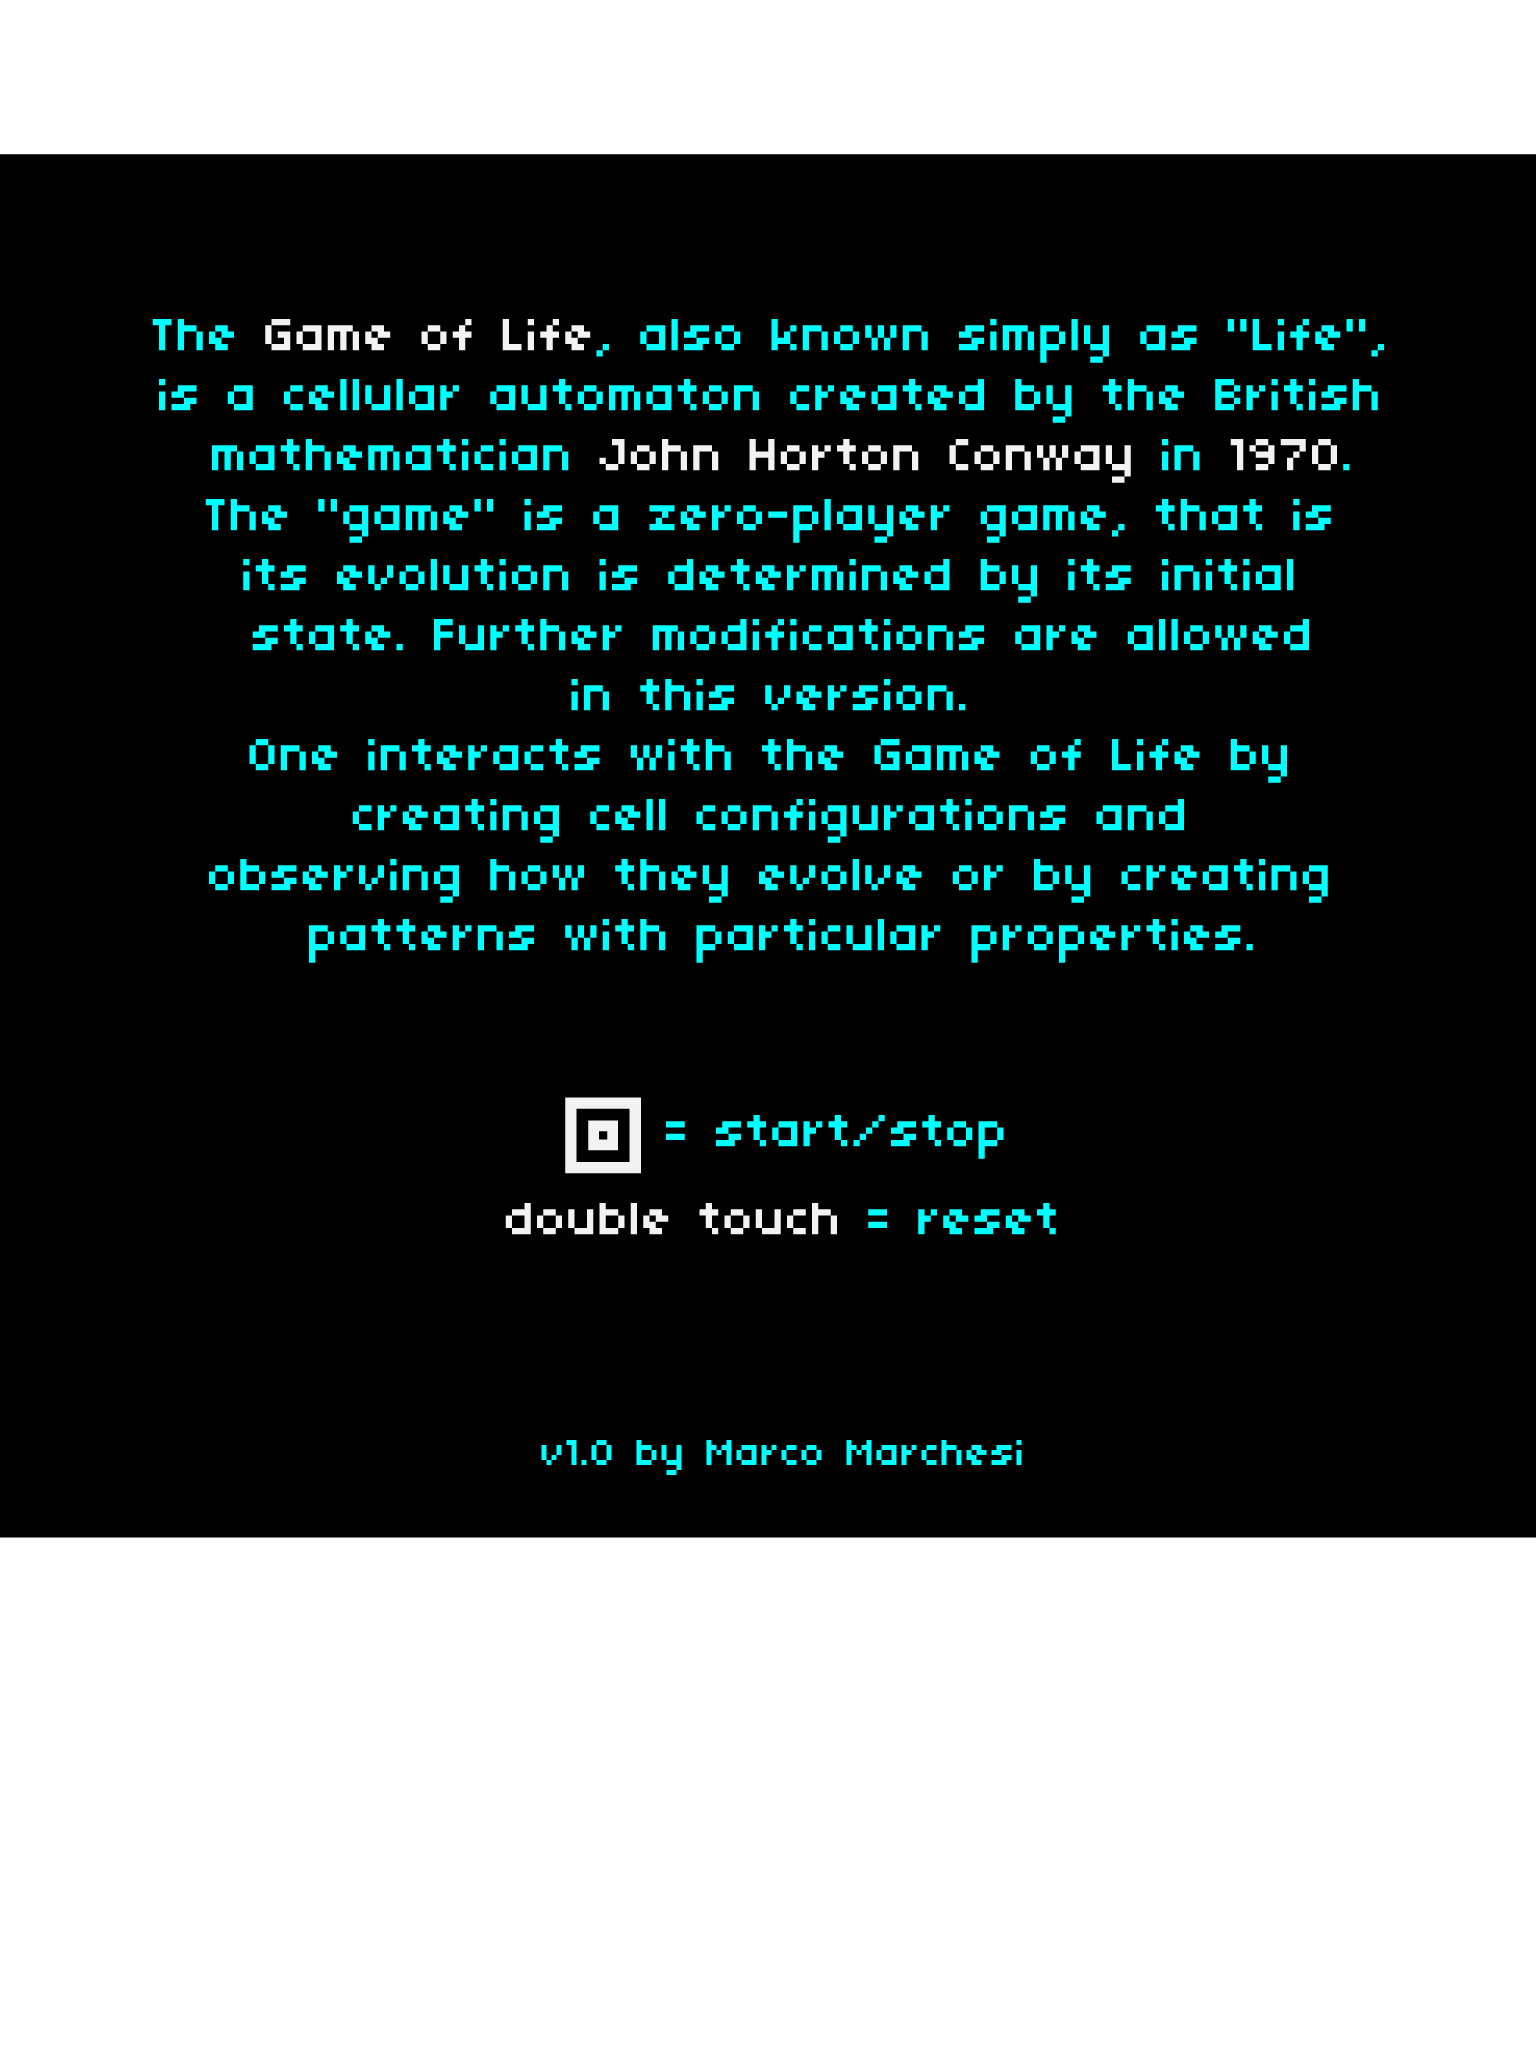 The Game of Life, also known simply as "Life",
is a cellular automaton created by the British
mathematician John Horton Conway in 1970.
The "game" is a zero-player game, that is
its evolution is determined by its initial
state. Further modifications are allowed
in this version.
One interacts with the Game of Life by
creating cell configurations and
observing how they evolve or by creating
patterns with particular properties.
= start/stop
double touch = reset
v1.0 by Marco Marchesi